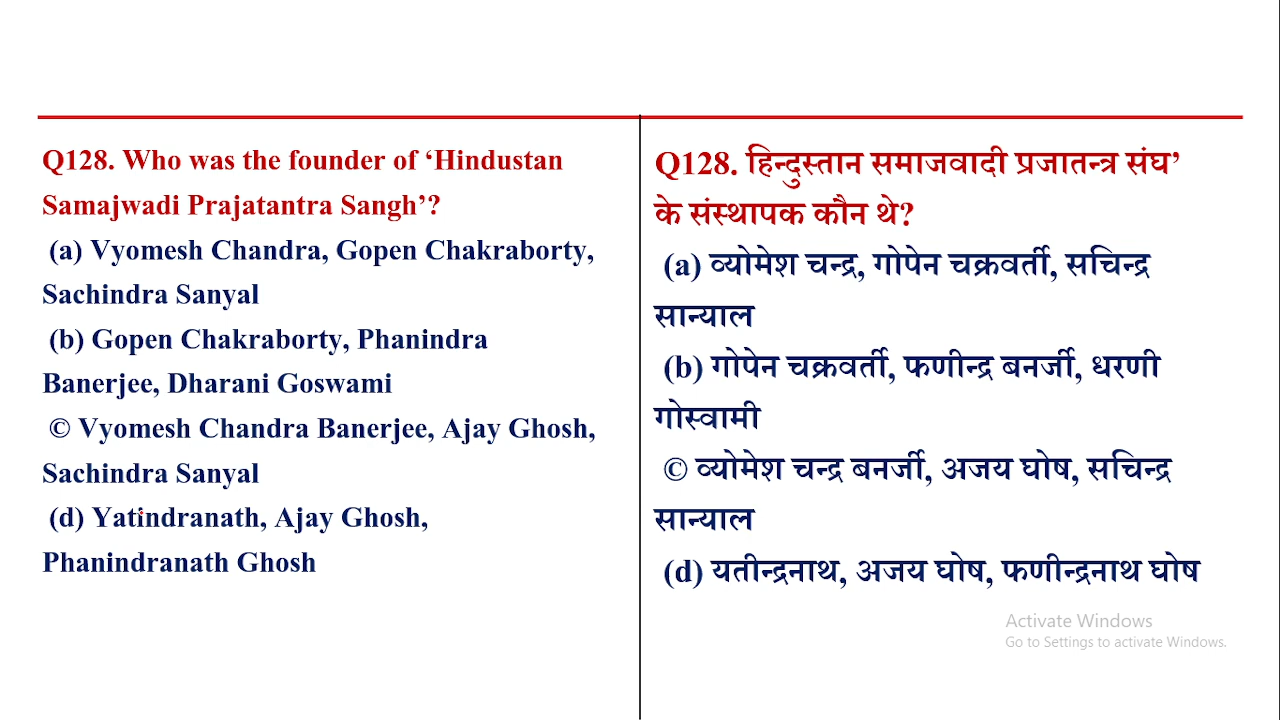 Q128. Who was the founder of ‘Hindustan
Samajwadi Prajatantra Sangh’?
(a) Vyomesh Chandra, Gopen Chakraborty,
Sachindra Sanyal
(b) Gopen Chakraborty, Phanindra
Banerjee, Dharani Goswami
© Vyomesh Chandra Banerjee, Ajay Ghosh,
Sachindra Sanyal
(d) Yatindranath, Ajay Ghosh,
Phanindranath Ghosh
Q128. हिन्दुस्तान समाजवादी प्रजातन्त्र संघ’
के संस्थापक कौन थे?
(a) व्योमेश चन्द्र, गोपेन चक्रवर्ती, सचिन्द्र
सान्याल
(b) गोपेन चक्रवर्ती, फणीन्द्र बनर्जी, धरणी
गोस्वामी
© व्योमेश चन्द्र बनर्जी, अजय घोष, सचिन्द्र
सान्याल
(d) यतीन्द्रनाथ, अजय घोष, फणीन्द्रनाथ घोष
Activate Windows
Go to Settings to activate Windows.